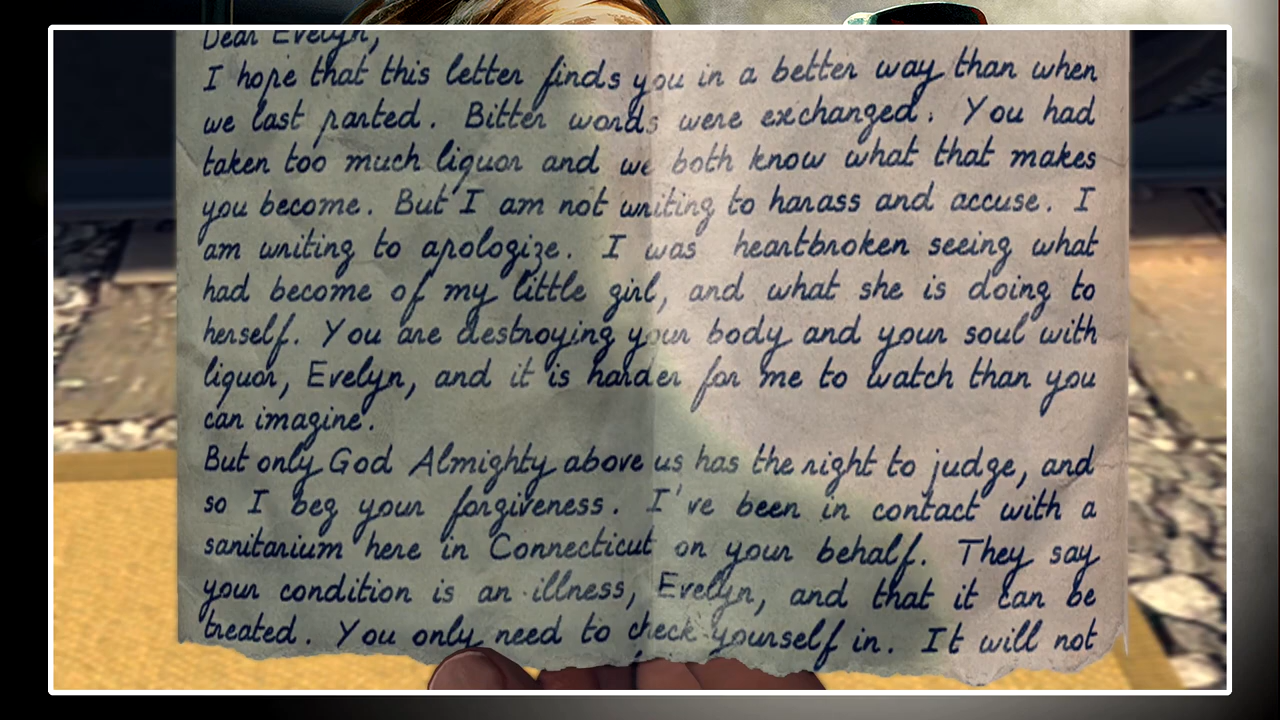 Dear Evelyn,
I hope that this letter finds you in a better way than when
we last parted. Bitter words were exchanged. You had
taken too much liquor and we both know what that makes
you become. But I am not writing to harass and accuse. I
am writing to apologize. I was heartbroken seeing what
had become of my little girl, and what she is doing to
herself. You are destroying your body and your soul with
liquor, Evelyn, and it is harder for me to watch than you
can imagine.
But only God Almighty above us has the right to judge, and
so I beg your forgiveness. I've been in contact with a
sanitarium here in Connecticut on your behalf. They say
your condition is an illness, Evelyn, and that it can be
treated. You only need to check yourself in. It will not